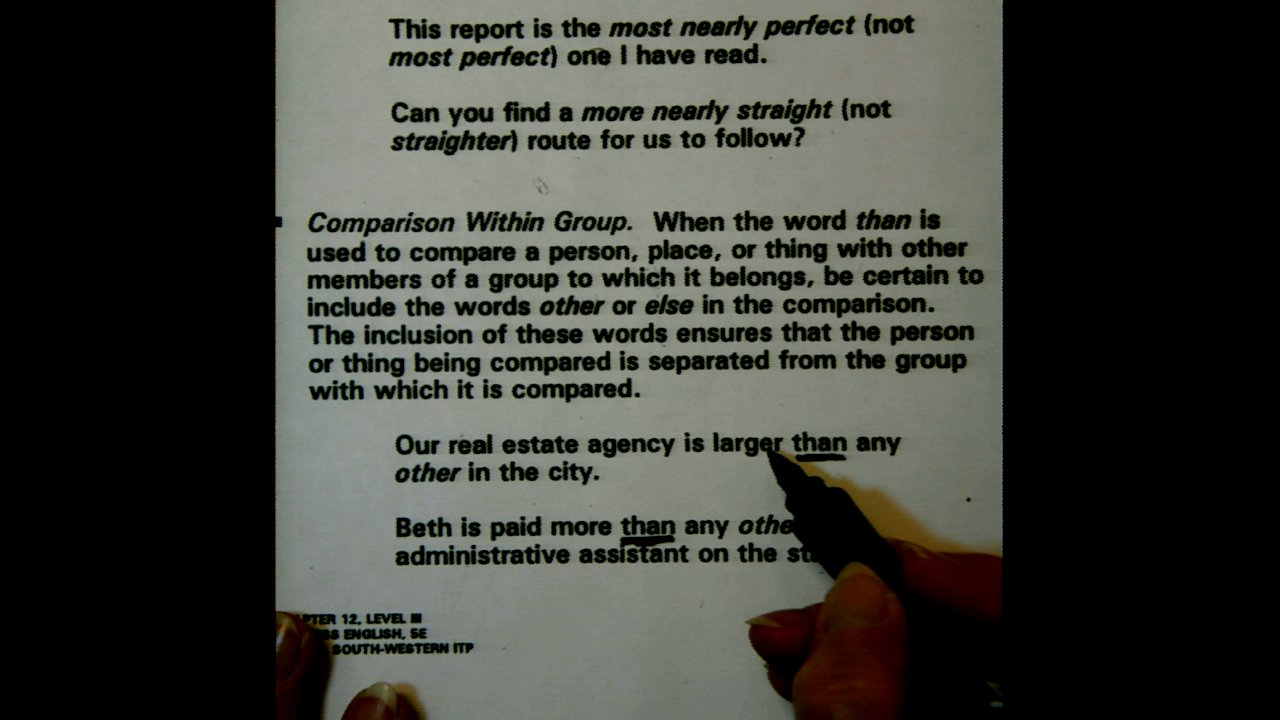 This report is the most nearly perfect (not
most perfect) one I have read.
Can you find a more nearly straight (not
straighter) route for us to follow?
Comparison Within Group. When the word than is
used to compare a person, place, or thing with other
members of a group to which it belongs, be certain to
include the words other or else in the comparison.
The inclusion of these words ensures that the person
or thing being compared is separated from the group
with which it is compared.
Our real estate agency is larger than any
other in the city.
Beth is paid more than any
administrative assistant on the
12, LEVEL III
ENGLISH, 5E
SOUTH-WESTERN ITP